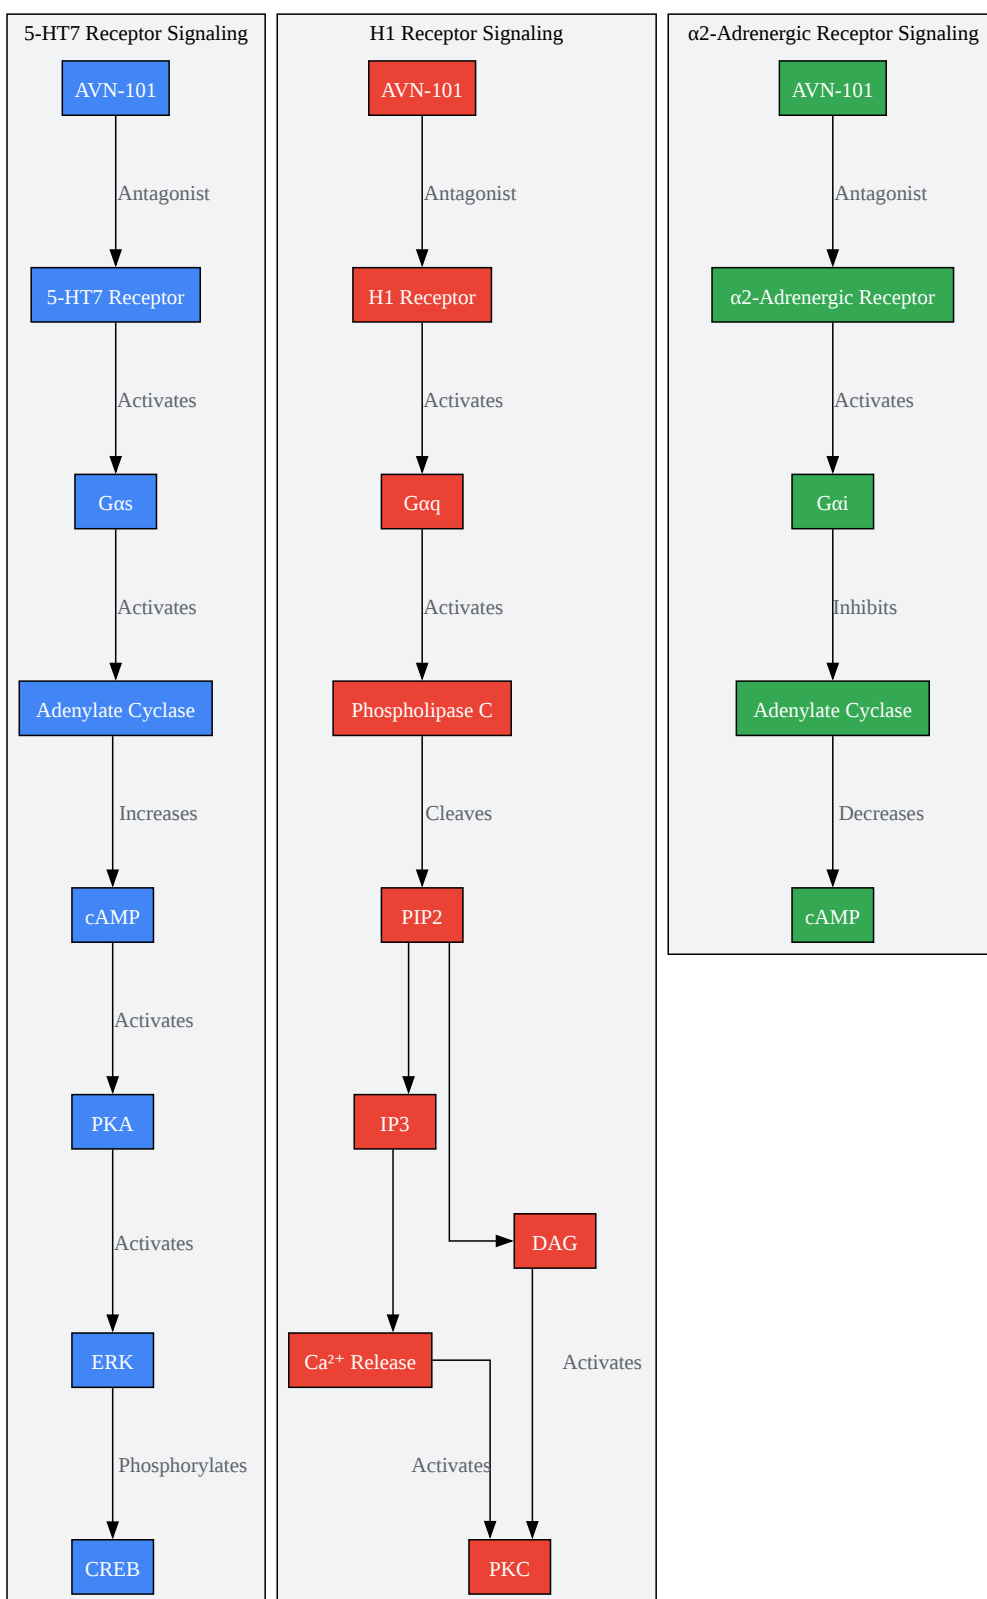 5-HT7 Receptor Signaling
AVN-101
Antagonist
5-HT7 Receptor
Activates
Gαs
Activates
Adenylate Cyclase
Increases
cAMP
Activates
PKA
Activates
ERK
Phosphorylates
CREB
H1 Receptor Signaling
AVN-101
Antagonist
H1 Receptor
Activates
Gαq
Activates
Phospholipase C
Cleaves
PIP2
IP3
DAG
Ca²⁺ Release
Activates
Activates
PKC
α2-Adrenergic Receptor Signaling
AVN-101
Antagonist
α2-Adrenergic Receptor
Activates
Gαi
Inhibits
Adenylate Cyclase
Decreases
cAMP